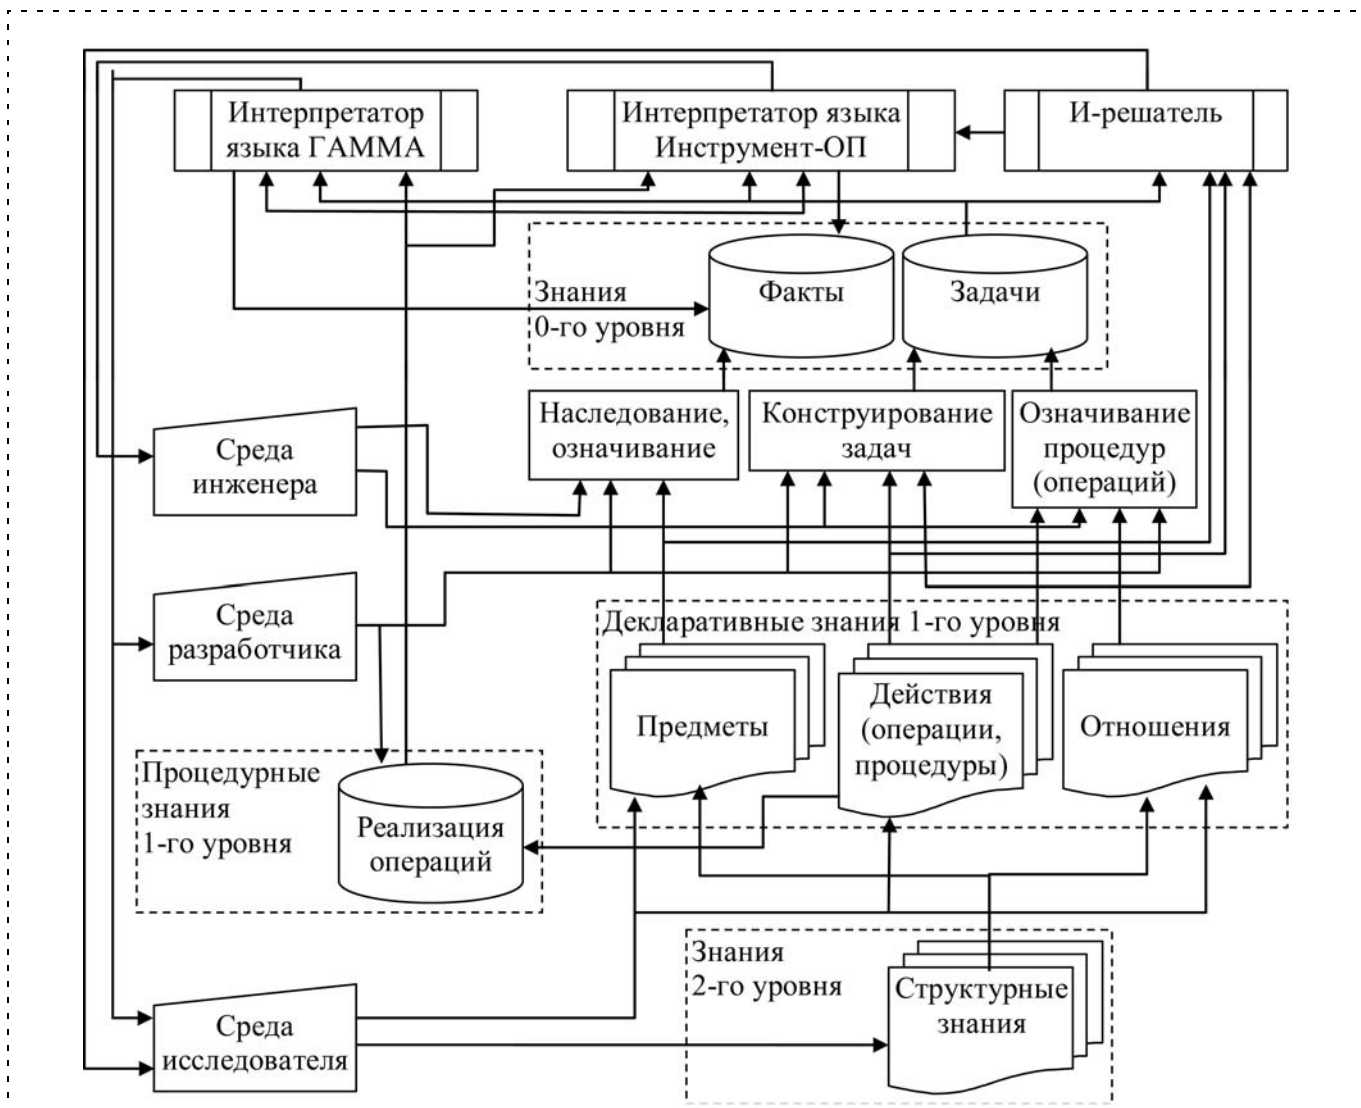 Интерпретатор
языка ГАММА
Интерпретатор языка
Инструмент-ОП
И-решатель
Знания
0-го уровня
Факты
Задачи
Наследование,
означивание
Конструирование
задач
Означивание
процедур
(операций)
Среда
инженера
Среда
разработчика
Декларативные знания 1-го уровня
Предметы
Действия
(операции,
процедуры)
Отношения
Процедурные
знания
1-го уровня
Реализация
операций
Знания
2-го уровня
Структурные
знания
Среда
исследователя